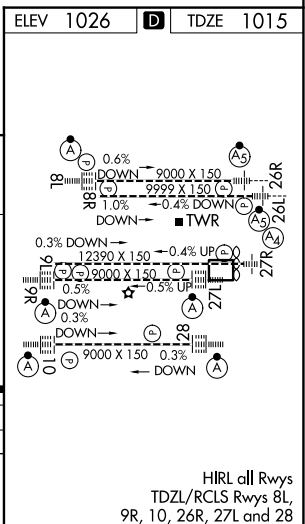 ELEV 1026 D TDZE 1015
A P 0.6% A5
DOWN → 9000 X 150
8L 26R
P 9999 X 150 P
8R 1.0% ←0.4% DOWN P 26L
DOWN → TWR A5
A4
0.3% DOWN → ←0.4% UP P
9L 12390 X 150 27R
P P 9000 X 150 P
9R 0.5% ←0.5% UP 27L
DOWN →
A 0.3% A
DOWN → P 28
10 9000 X 150 0.3%
A P ← DOWN A
HIRL all Rwys
TDZL/RCLS Rwys 8L,
9R, 10, 26R, 27L and 28